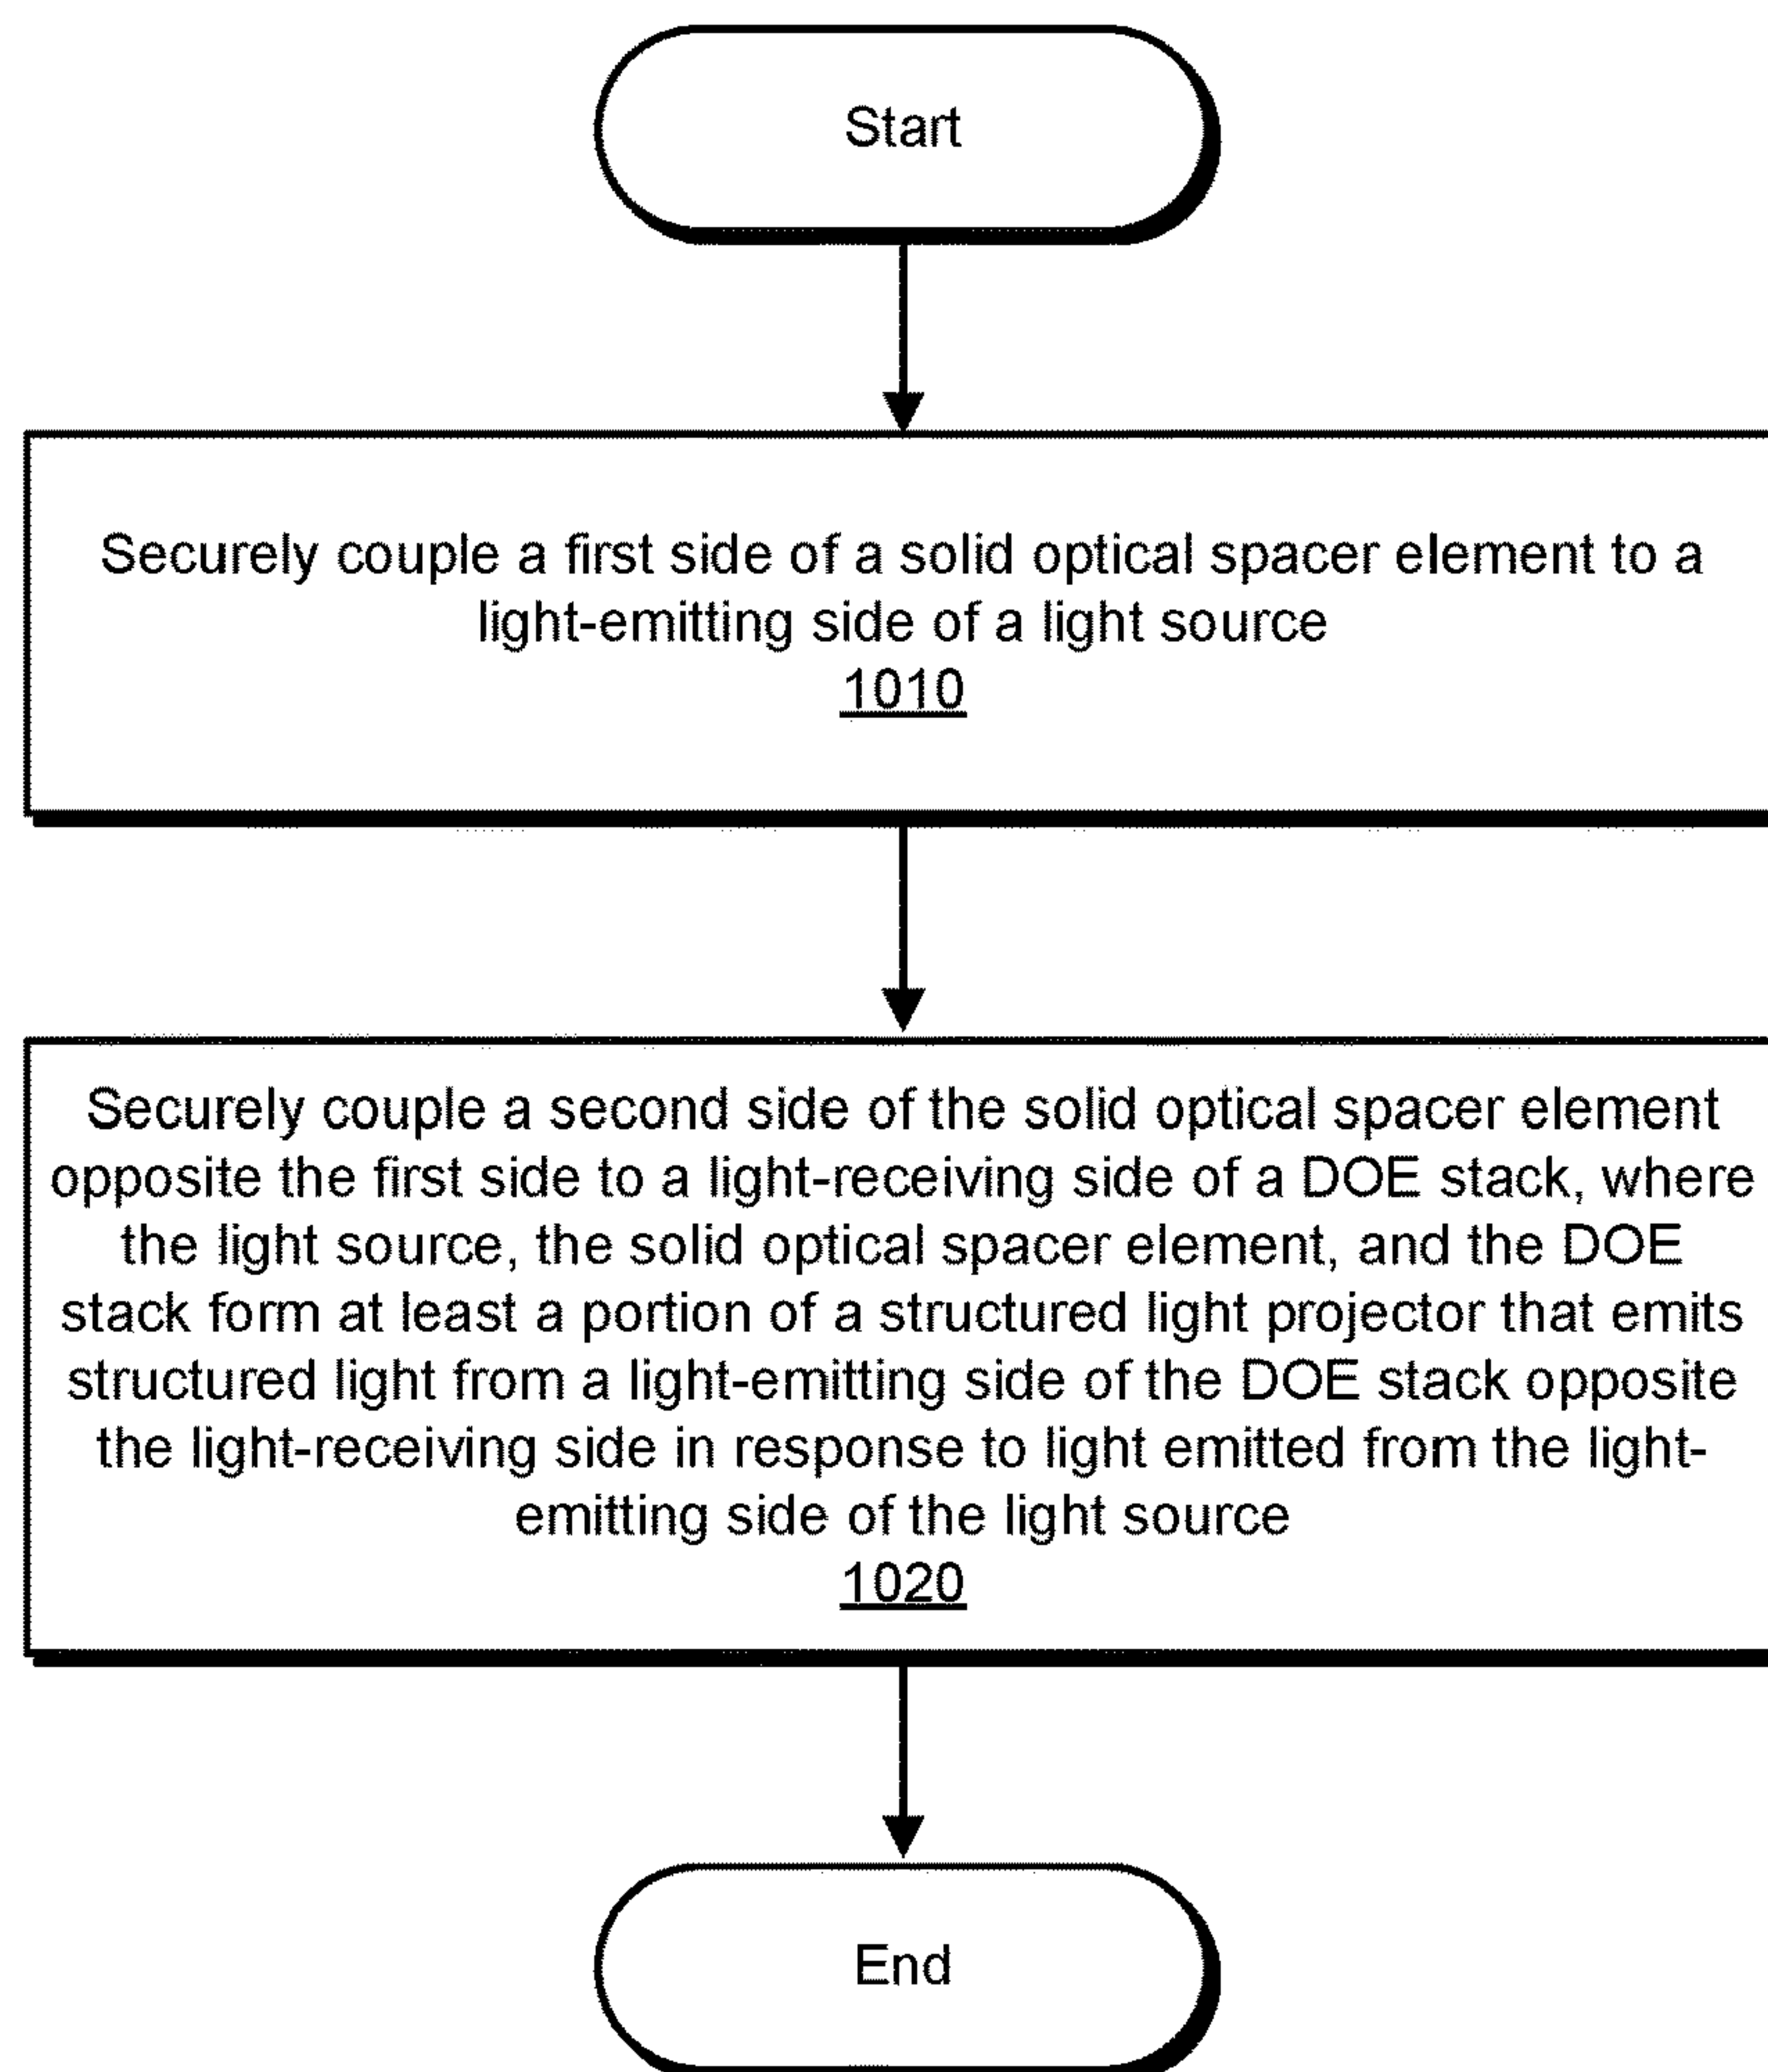 Start
Securely couple a first side of a solid optical spacer element to a
light-emitting side of a light source
1010
Securely couple a second side of the solid optical spacer element
opposite the first side to a light-receiving side of a DOE stack, where
the light source, the solid optical spacer element, and the DOE
stack form at least a portion of a structured light projector that emits
structured light from a light-emitting side of the DOE stack opposite
the light-receiving side in response to light emitted from the light-
emitting side of the light source
1020
End